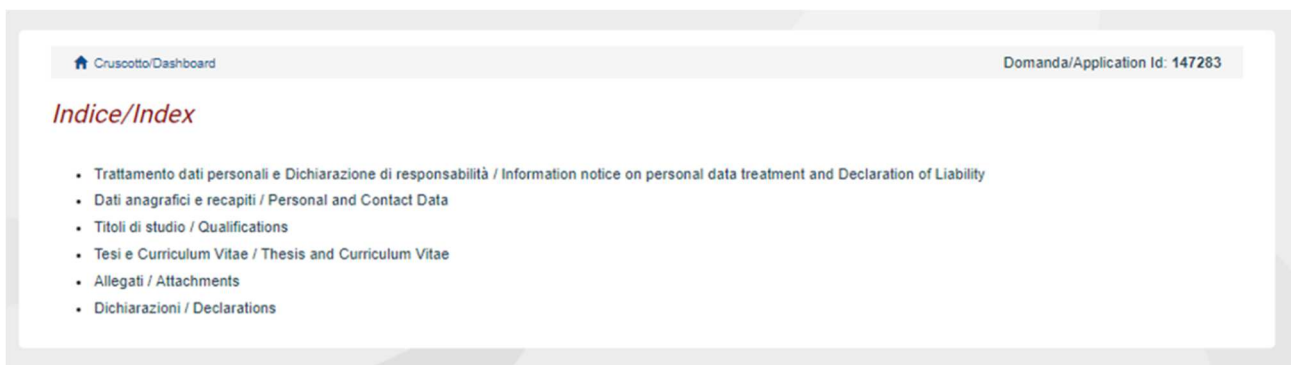 Cruscotto/Dashboard
Domanda/Application Id: 147283
Indice/Index
Trattamento dati personali e Dichiarazione di responsabilità / Information notice on personal data treatment and Declaration of Liability
Dati anagrafici e recapiti / Personal and Contact Data
Titoli di studio / Qualifications
Tesi e Curriculum Vitae / Thesis and Curriculum Vitae
Allegati / Attachments
Dichiarazioni / Declarations